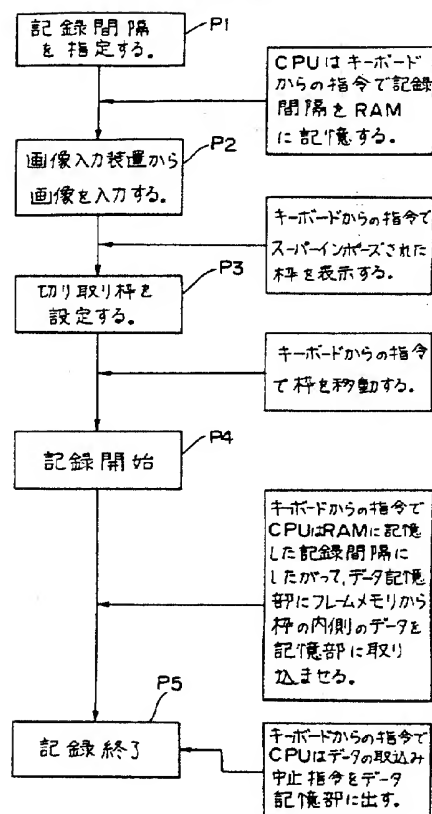 記録間隔
を指定する。
P1
CPUはキーボード
からの指令で記録
間隔をRAM
に記憶する。
P2
画像入力装置から
画像を入力する。
キーボードからの指令で
スーパーインポーズされた
枠を表示する。
P3
切り取り枠を
設定する。
キーボードからの指令
で枠を移動する。
P4
記録開始
キーボードからの指令で
CPUはRAMに記憶
した記録間隔に
したがって、データ記憶
部にフレームメモリから
枠の内側のデータを
記憶部に取り
込ませる。
P5
記録終了
キーボードからの指令で
CPUはデータの取込み
中止指令をデータ
記憶部に出す。